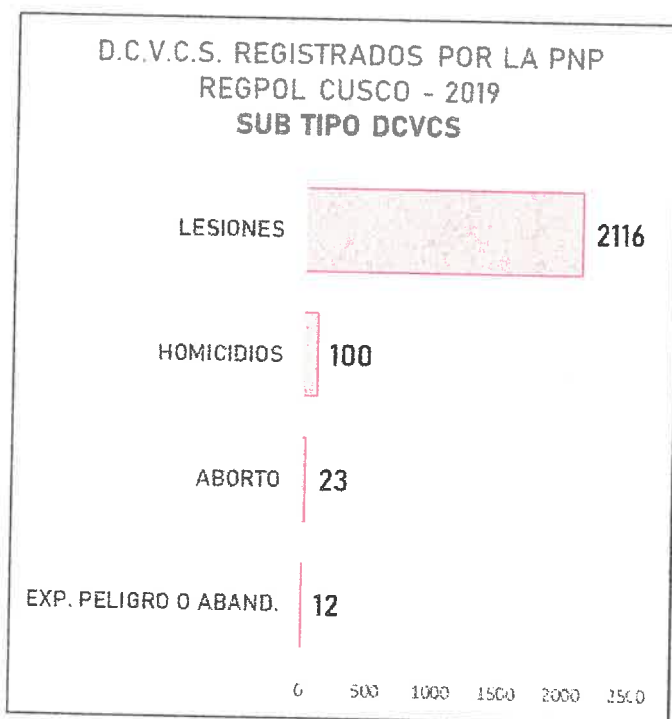 D.C.V.C.S. REGISTRADOS POR LA PNP
REGPOL CUSCO - 2019
SUB TIPO DCVCS
LESIONES 2116
HOMICIDIOS 100
ABORTO 23
EXP. PELIGRO O ABAND. 12
0 500 1000 1500 2000 2500